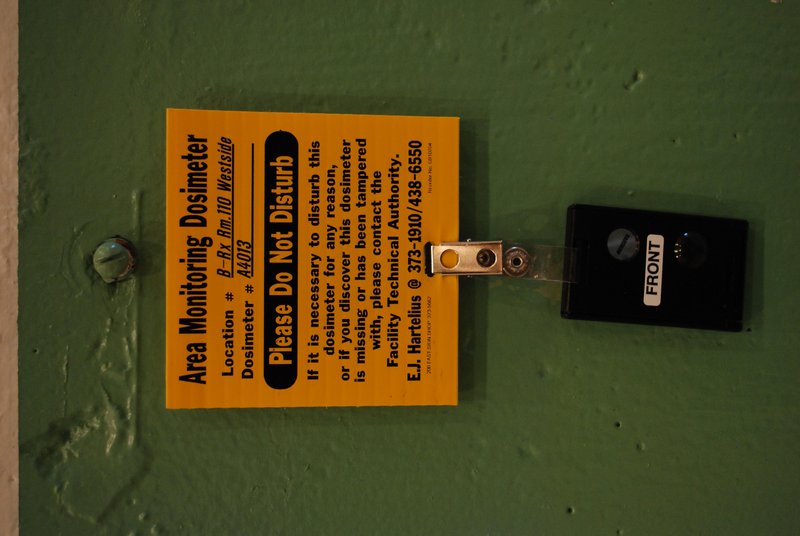 Area Monitoring Dosimeter
Location # B-Rx Rm.110 Westside
Dosimeter # A4013
Please Do Not Disturb
If it is necessary to disturb this
dosimeter for any reason,
or if you discover this dosimeter
is missing or has been tampered
with, please contact the
Facility Technical Authority.
E.J. Hartelius @ 373-1910/438-6550
FRONT